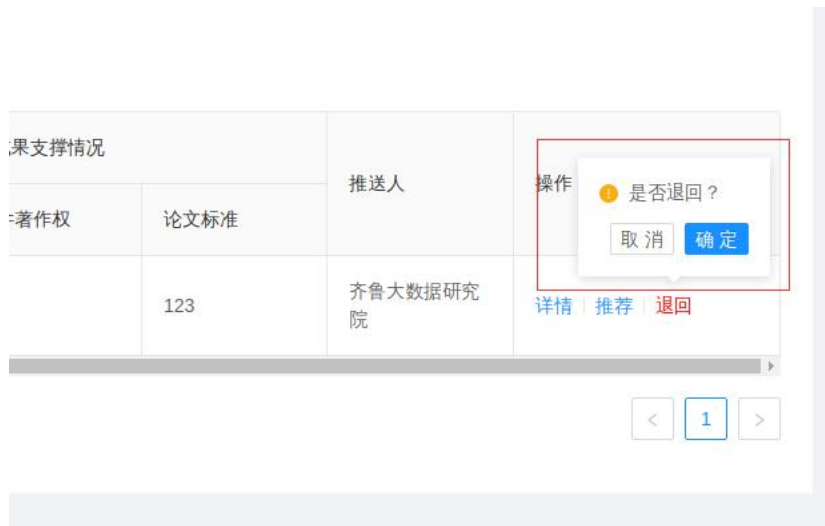 果支撑情况
推送人
操作
是否退回？
取 消
确 定
著作权
论文标准
123
齐鲁大数据研究
院
详情
推荐
退回
<
1
>